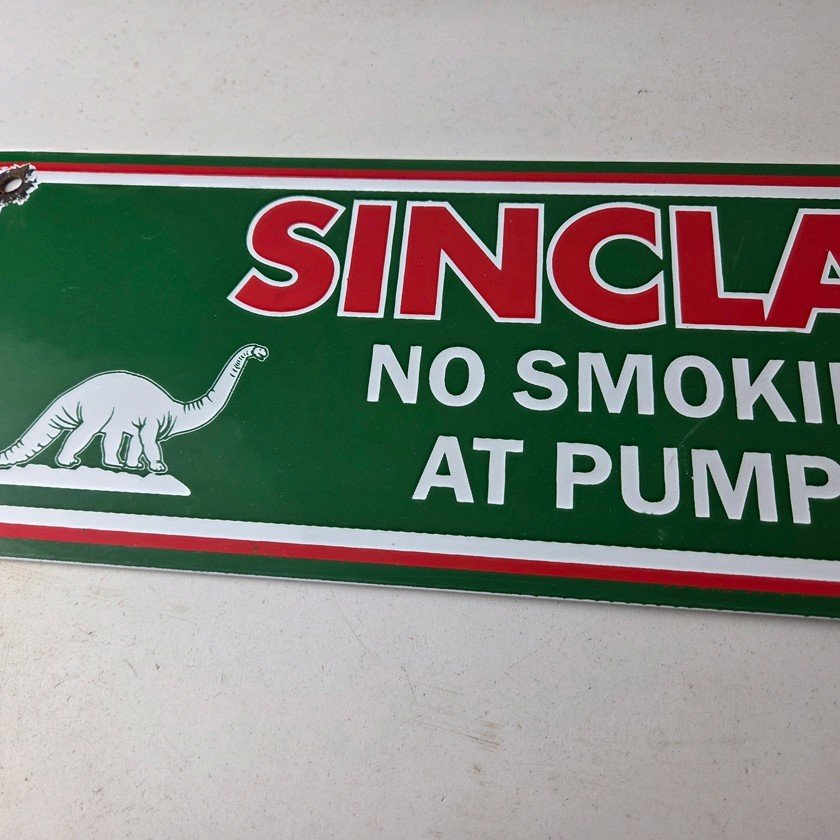 SINCLA
NO SMOKI
AT PUMP